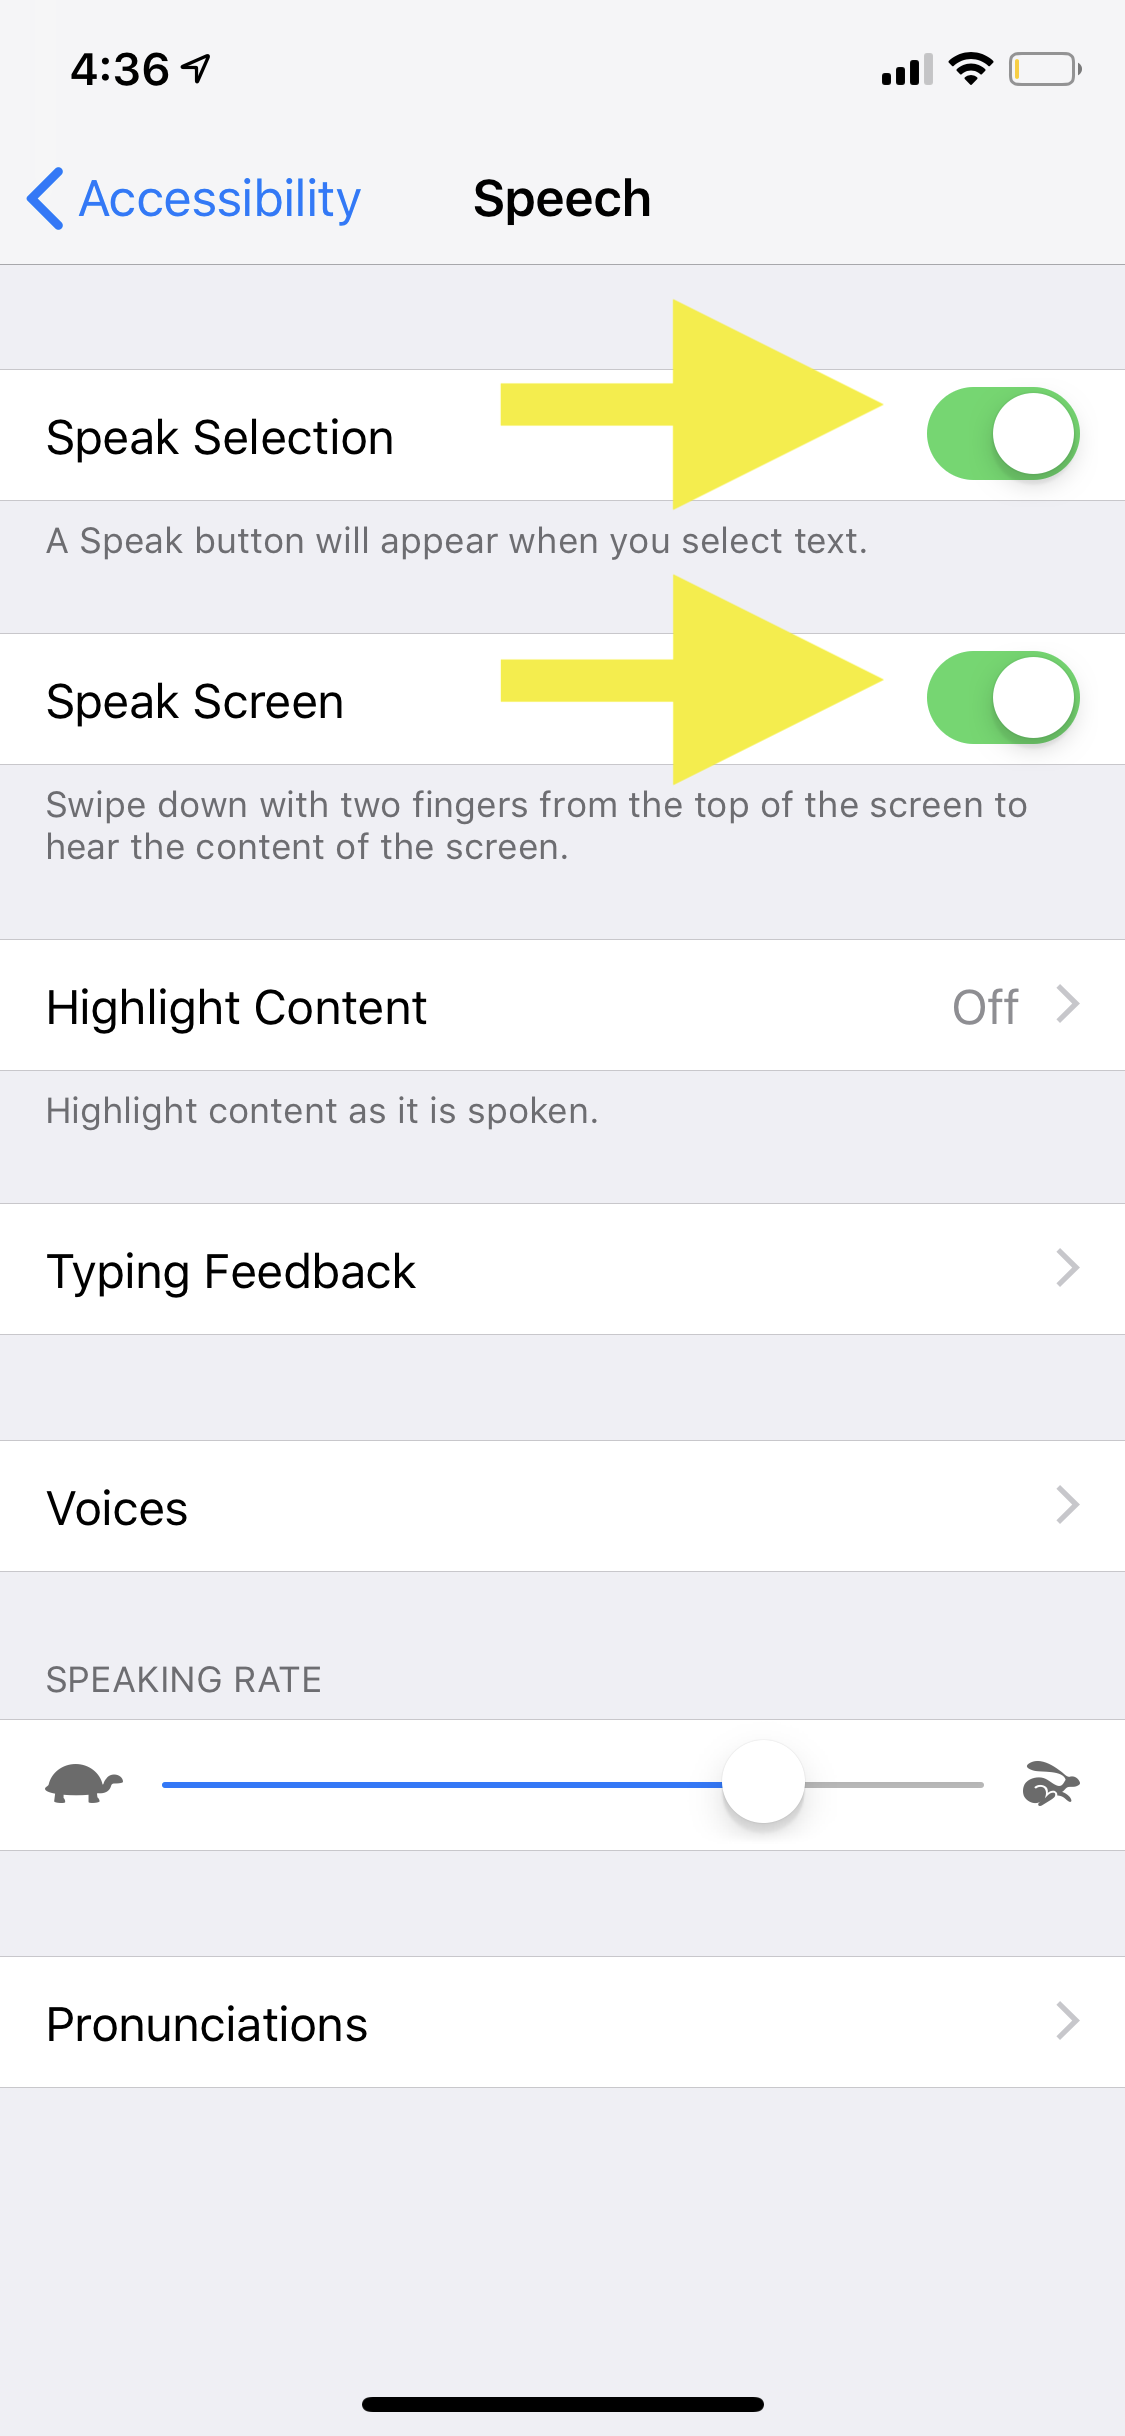 4:36
Accessibility
Speech
Speak Selection
A Speak button will appear when you select text.
Speak Screen
Swipe down with two fingers from the top of the screen to
hear the content of the screen.
Highlight Content Off
Highlight content as it is spoken.
Typing Feedback
Voices
SPEAKING RATE
Pronunciations